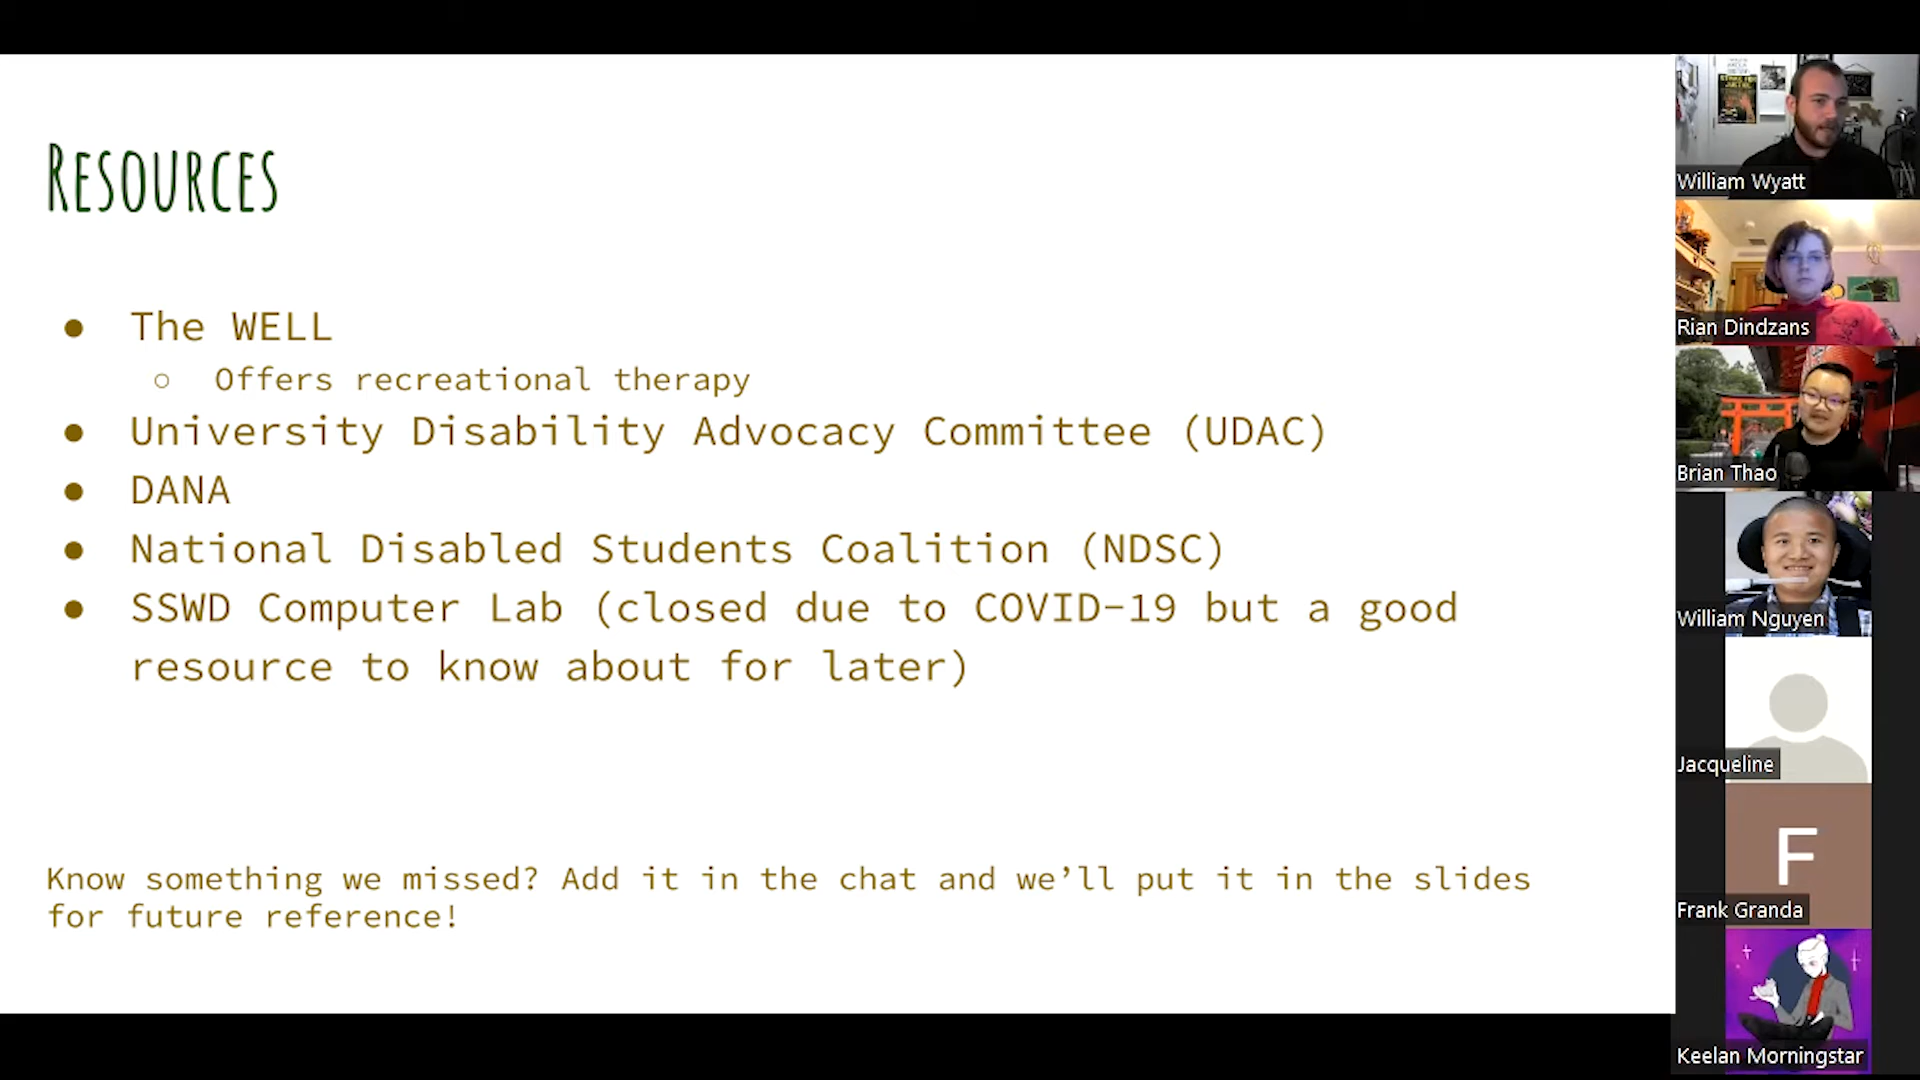 Resources
● The WELL
○ Offers recreational therapy
● University Disability Advocacy Committee (UDAC)
● DANA
● National Disabled Students Coalition (NDSC)
● SSWD Computer Lab (closed due to COVID-19 but a good
resource to know about for later)
Know something we missed? Add it in the chat and we’ll put it in the slides
for future reference!
William Wyatt
Rian Dindzans
Brian Thao
William Nguyen
Jacqueline
F
Frank Granda
Keelan Morningstar